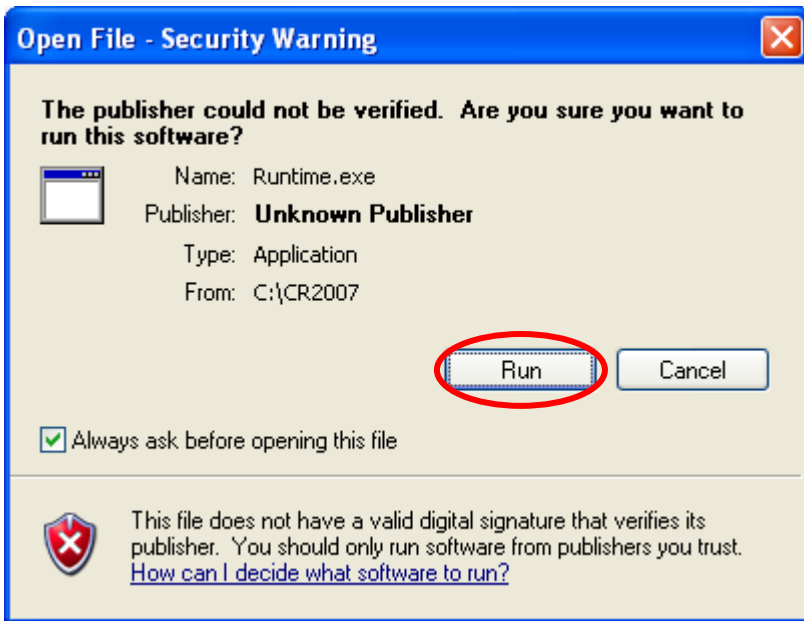 Open File - Security Warning
The publisher could not be verified.  Are you sure you want to
run this software?
Name: Runtime.exe
Publisher: Unknown Publisher
Type: Application
From: C:\CR2007
Run Cancel
Always ask before opening this file
This file does not have a valid digital signature that verifies its
publisher.  You should only run software from publishers you trust.
How can I decide what software to run?